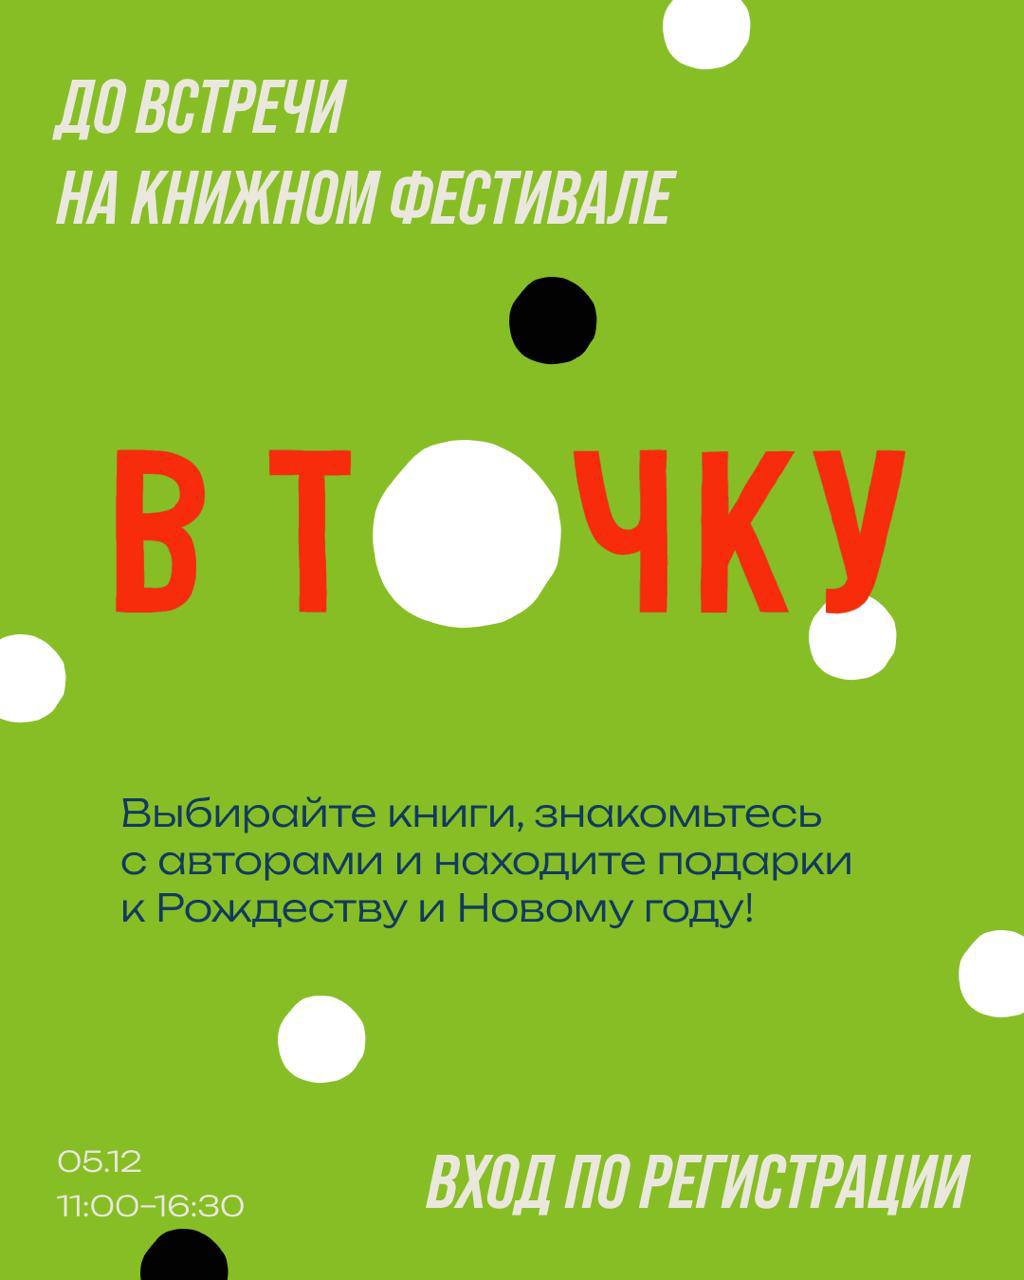 ДО ВСТРЕЧИ
НА КНИЖНОМ ФЕСТИВАЛЕ
В ТОЧКУ
Выбирайте книги, знакомьтесь
с авторами и находите подарки
к Рождеству и Новому году!
05.12
11:00–16:30
ВХОД ПО РЕГИСТРАЦИИ